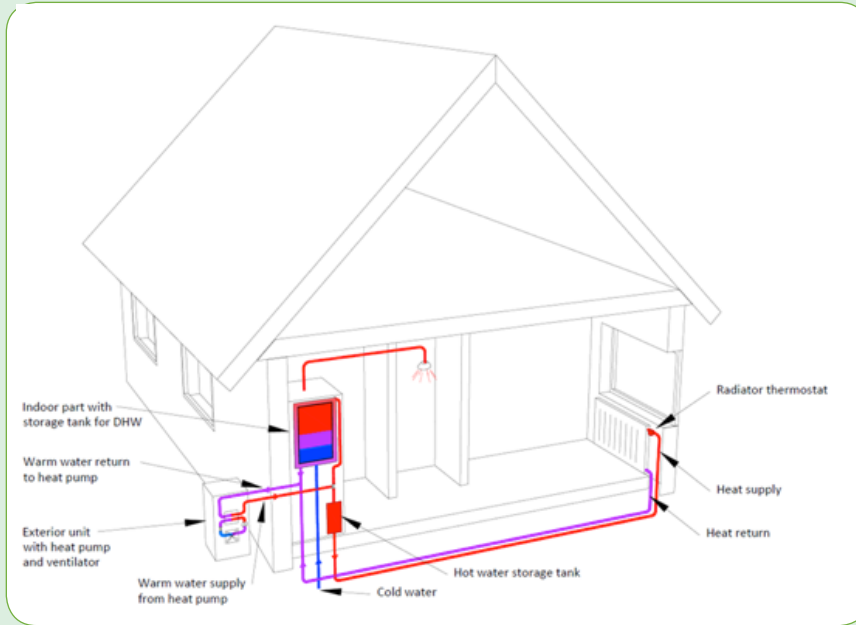 Indoor part with
storage tank for DHW
Warm water return
to heat pump
Exterior unit
with heat pump
and ventilator
Warm water supply
from heat pump
Cold water
Hot water storage tank
Radiator thermostat
Heat supply
Heat return